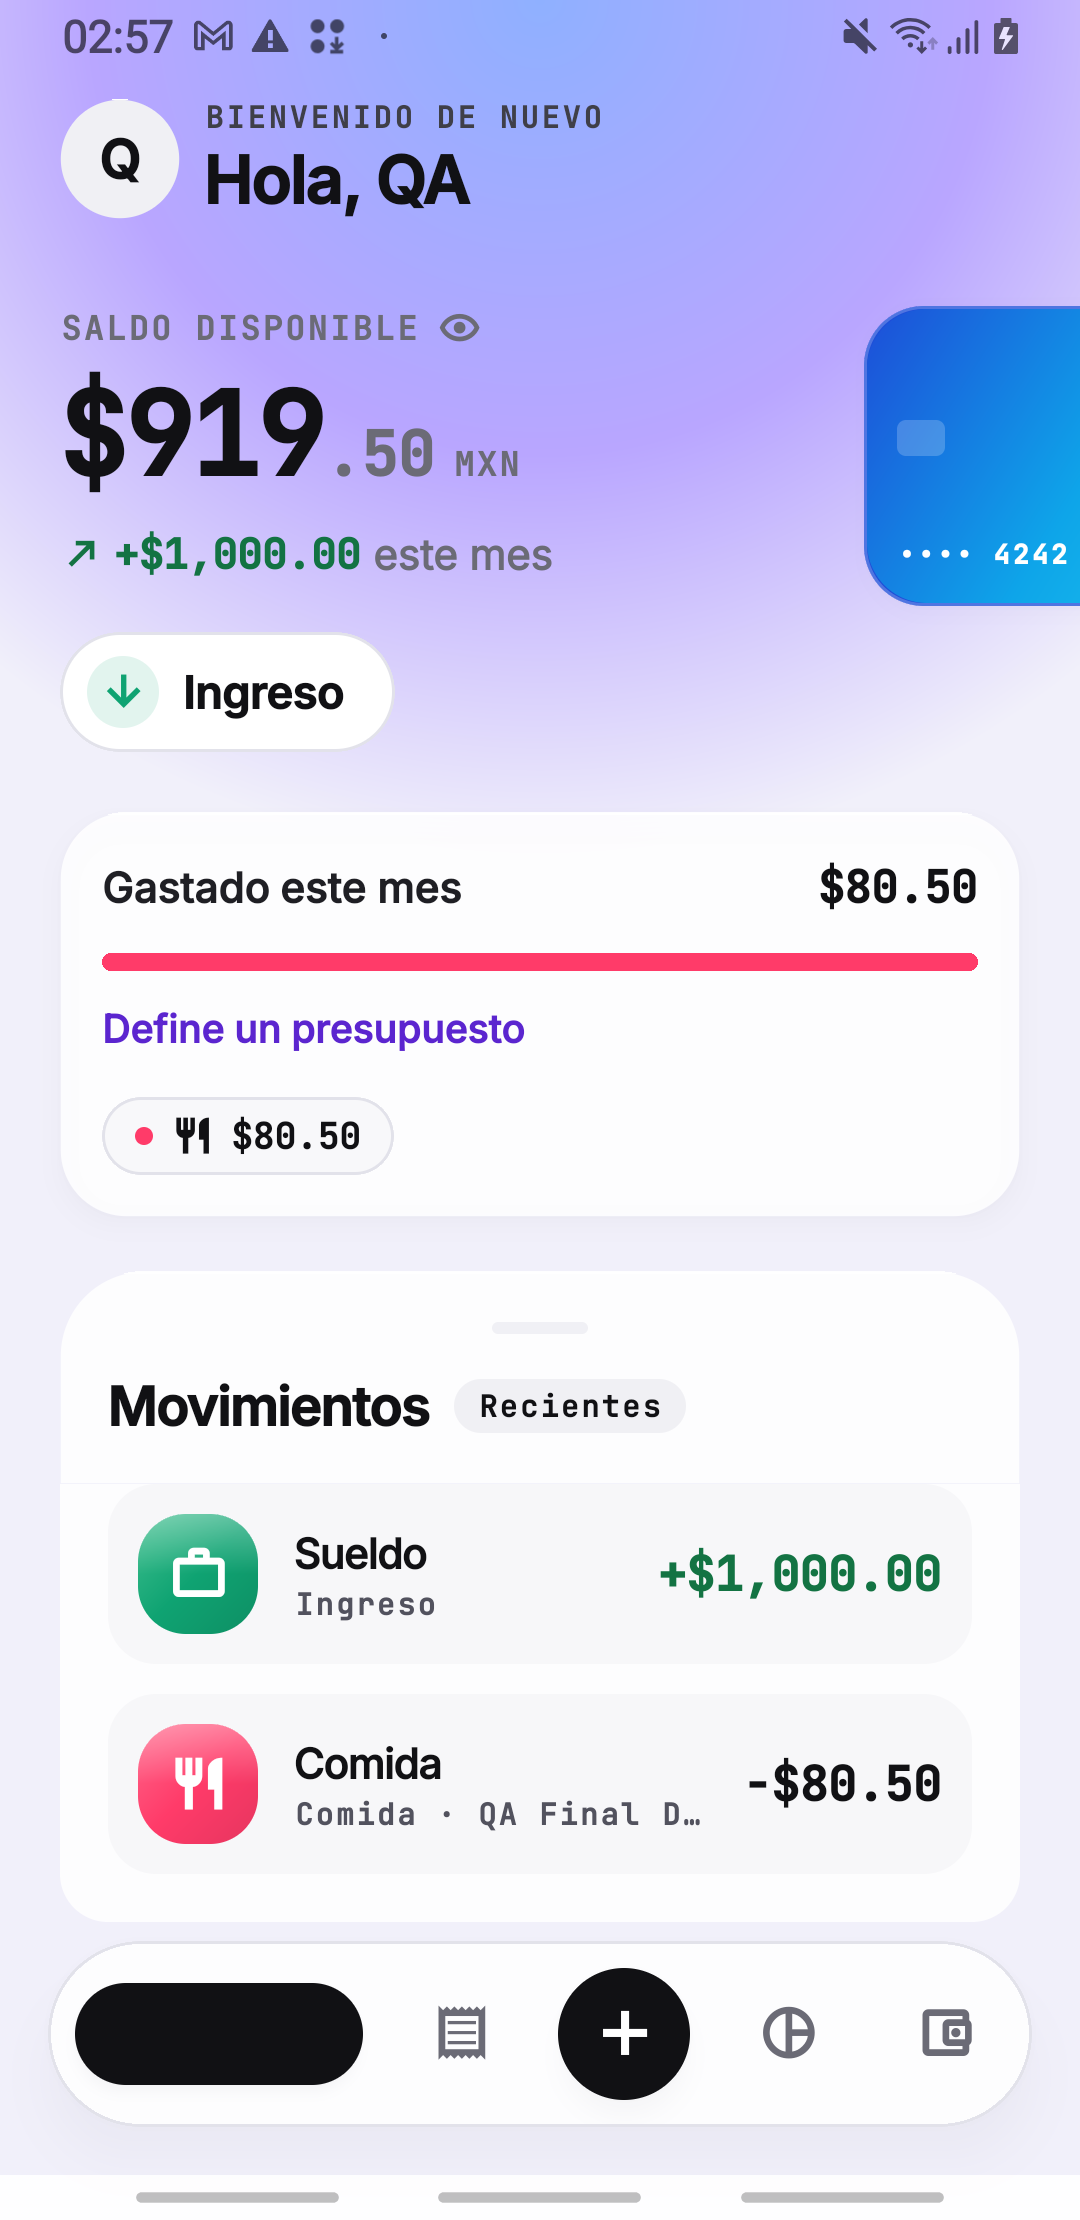 02:57
BIENVENIDO DE NUEVO
Q
Hola, QA
SALDO DISPONIBLE
$919.50 MXN
+$1,000.00 este mes
•••• 4242
Ingreso
Gastado este mes
$80.50
Define un presupuesto
$80.50
Movimientos
Recientes
Sueldo
Ingreso
+$1,000.00
Comida
Comida · QA Final D…
-$80.50